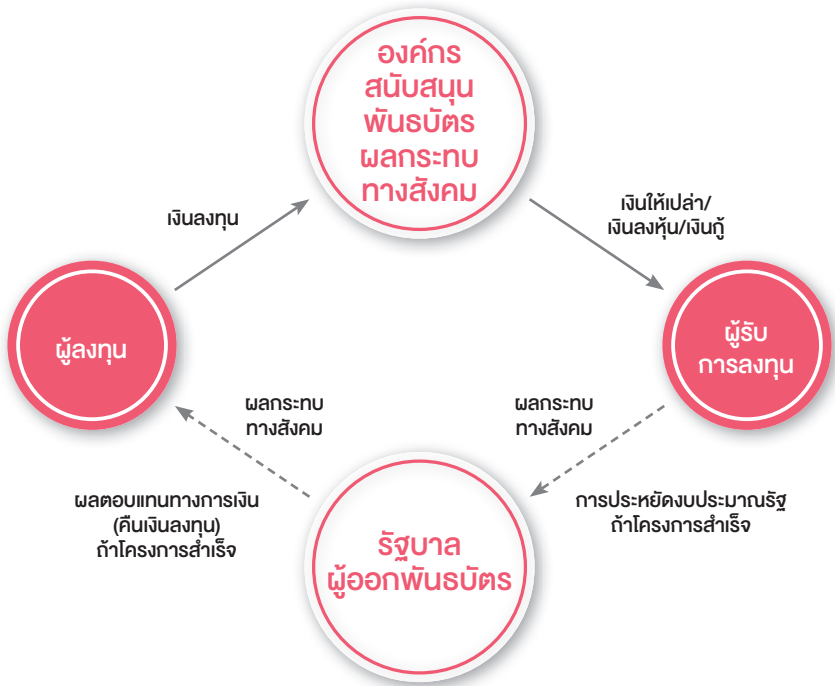 องค์กร
สนับสนุน
พันธบัตร
ผลกระทบ
ทางสังคม
เงินลงทุน
เงินให้เปล่า/
เงินลงหุ้น/เงินกู้
ผู้ลงทุน
ผู้รับ
การลงทุน
ผลกระทบ
ทางสังคม
ผลกระทบ
ทางสังคม
ผลตอบแทนทางการเงิน
(คืนเงินลงทุน)
ถ้าโครงการสำเร็จ
การประหยัดงบประมาณรัฐ
ถ้าโครงการสำเร็จ
รัฐบาล
ผู้ออกพันธบัตร